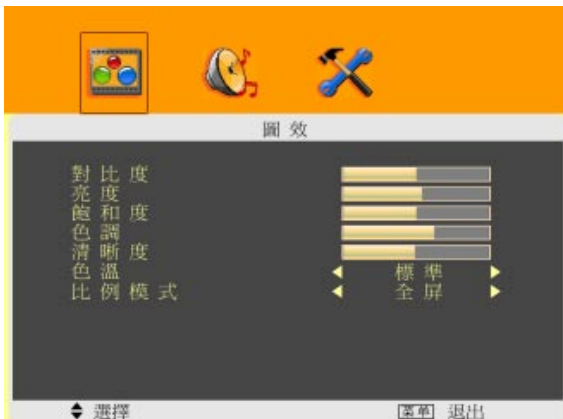 圖效
對比度
亮度
飽和度
色調
清晰度
色溫 標準
比例模式 全屏
選擇 菜单 退出